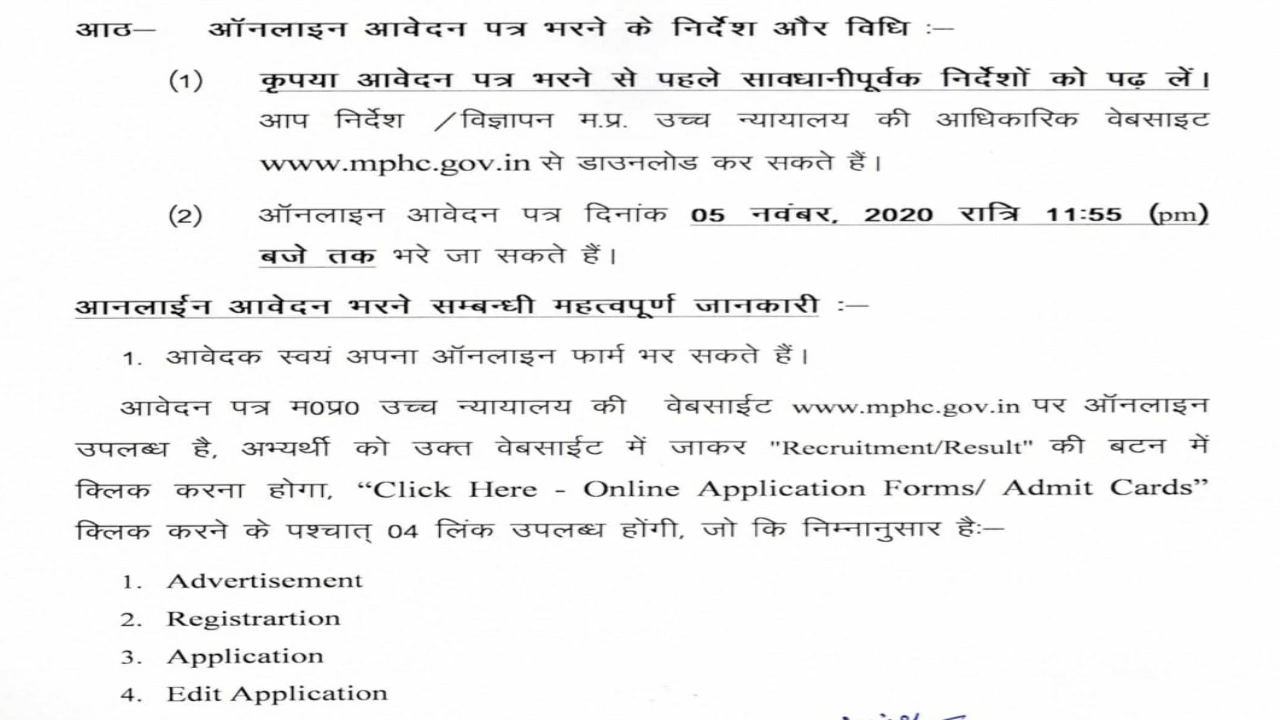 आठ– ऑनलाइन आवेदन पत्र भरने के निर्देश और विधि :–
(1) कृपया आवेदन पत्र भरने से पहले सावधानीपूर्वक निर्देशों को पढ़ लें।
आप निर्देश /विज्ञापन म.प्र. उच्च न्यायालय की आधिकारिक वेबसाइट
www.mphc.gov.in से डाउनलोड कर सकते हैं।
(2) ऑनलाइन आवेदन पत्र दिनांक 05 नवंबर, 2020 रात्रि 11:55 (pm)
बजे तक भरे जा सकते हैं।
आनलाईन आवेदन भरने सम्बन्धी महत्वपूर्ण जानकारी :–
1. आवेदक स्वयं अपना ऑनलाइन फार्म भर सकते हैं।
आवेदन पत्र म0प्र0 उच्च न्यायालय की वेबसाईट www.mphc.gov.in पर ऑनलाइन
उपलब्ध है, अभ्यर्थी को उक्त वेबसाईट में जाकर "Recruitment/Result" की बटन में
क्लिक करना होगा, “Click Here - Online Application Forms/ Admit Cards”
क्लिक करने के पश्चात् 04 लिंक उपलब्ध होंगी, जो कि निम्नानुसार है:–
1. Advertisement
2. Registrartion
3. Application
4. Edit Application